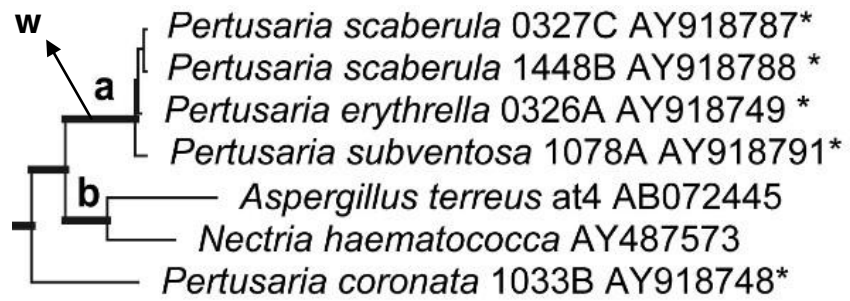 w
Pertusaria scaberula 0327C AY918787*
Pertusaria scaberula 1448B AY918788 *
a
Pertusaria erythrella 0326A AY918749 *
Pertusaria subventosa 1078A AY918791*
b
Aspergillus terreus at4 AB072445
Nectria haematococca AY487573
Pertusaria coronata 1033B AY918748*